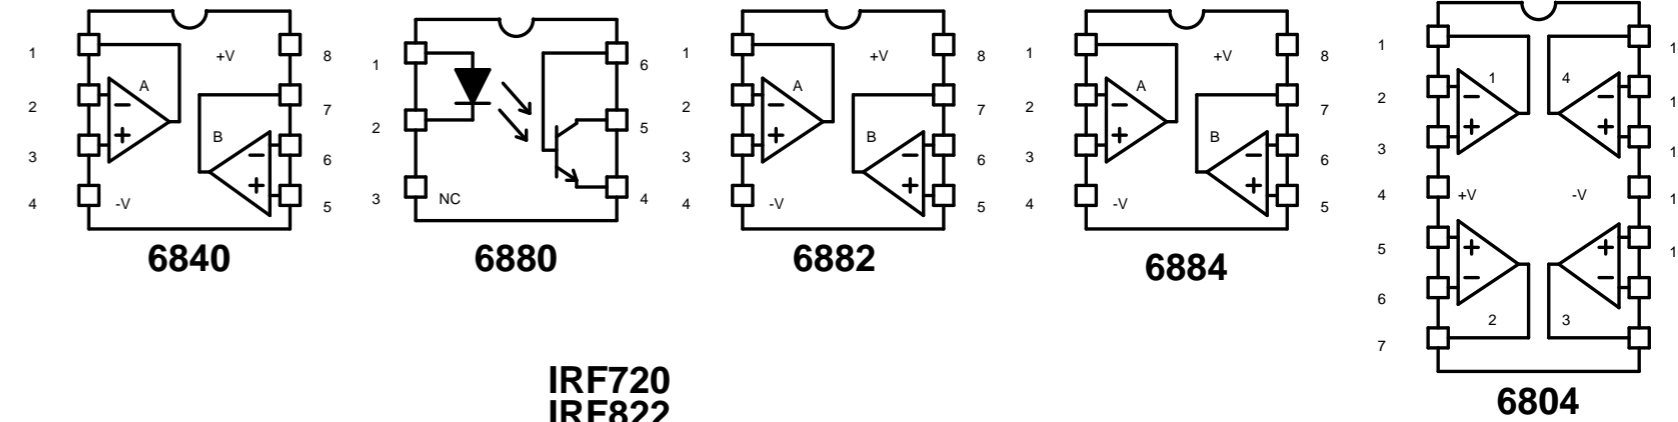 1 A +V 8
2 7
3 B 6
4 -V 5
6840
1 6
2 5
3 NC 4
6880
1 A +V 8
2 7
3 B 6
4 -V 5
6882
1 A +V 8
2 7
3 B 6
4 -V 5
6884
1 1 4
2
3
4 +V -V
5
6
7 2 3
6804
IRF720
IRF822